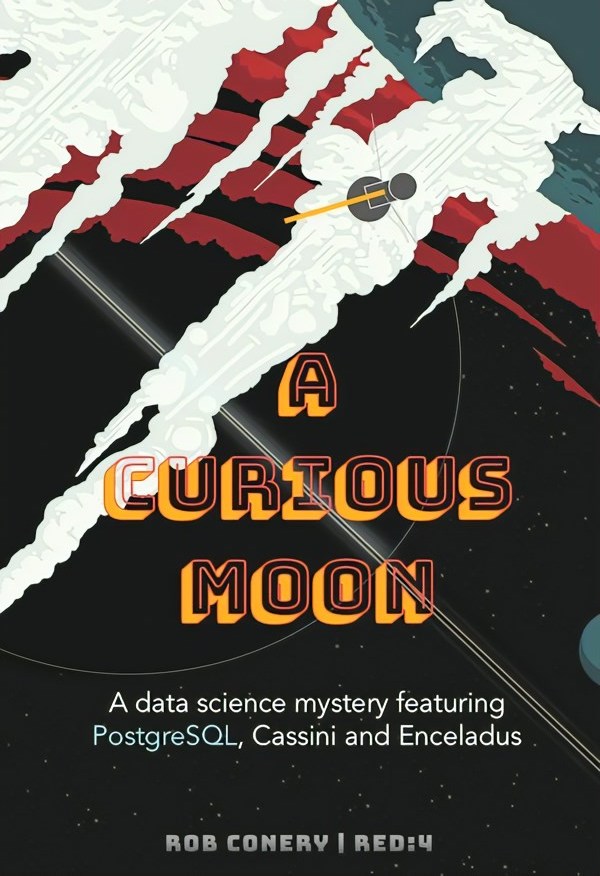 A
CURIOUS
MOON
A data science mystery featuring
PostgreSQL, Cassini and Enceladus
ROB CONERY | RED:4